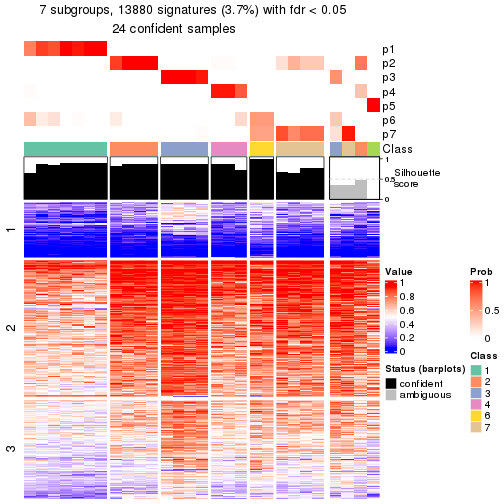 7 subgroups, 13880 signatures (3.7%) with fdr < 0.05
24 confident samples
p1
p2
p3
p4
p5
p6
p7
Class
1
0.5
0
Silhouette
score
1
2
3
Value
1
0.8
0.6
0.4
0.2
0
Status (barplots)
confident
ambiguous
Prob
1
0.5
0
Class
1
2
3
4
6
7